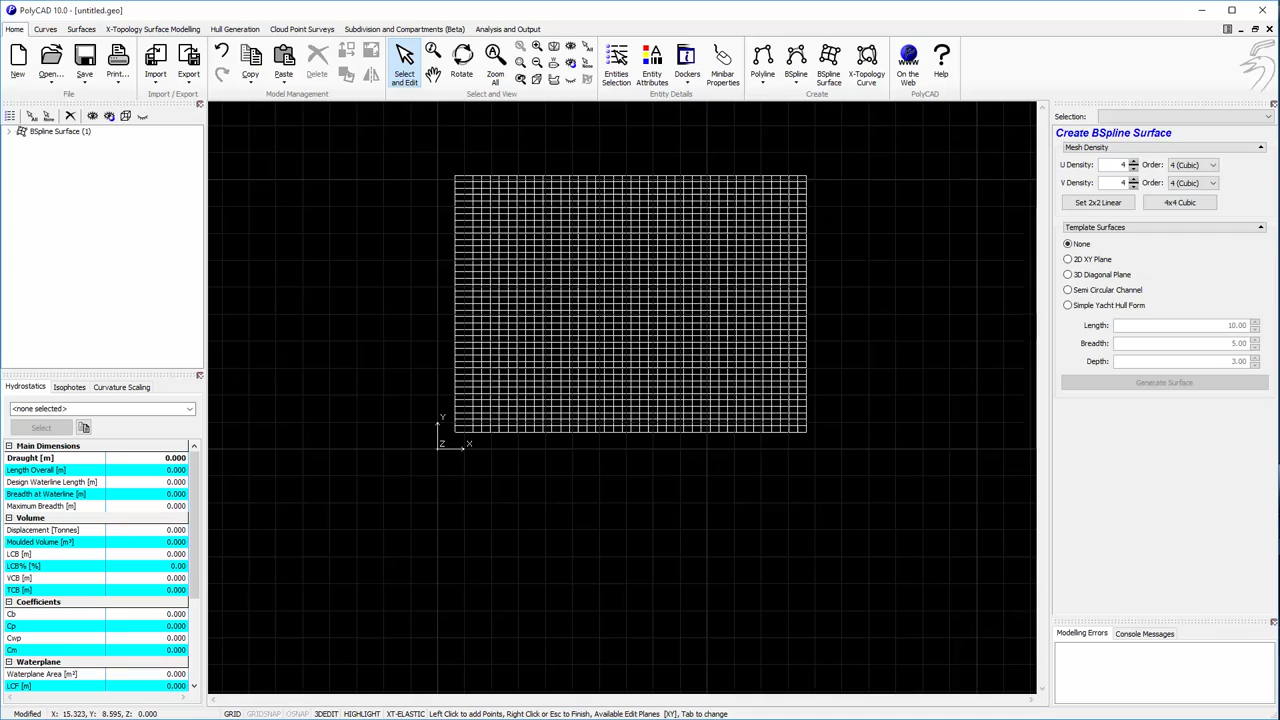 PolyCAD 10.0 - [untitled.geo]
Home Curves Surfaces X-Topology Surface Modelling Hull Generation Cloud Point Surveys Subdivision and Compartments (Beta) Analysis and Output
New Open... Save Print... Import Export Copy Paste Delete Select and Edit Rotate Zoom All Entities Selection Entity Attributes Dockers Minibar Properties Polyline BSpline BSpline Surface X-Topology Curve On the Web Help
File Import / Export Model Management Select and View Entity Details Create PolyCAD
BSpline Surface (1)
Hydrostatics Isophotes Curvature Scaling
<none selected>
Select
Main Dimensions
Draught [m] 0.000
Length Overall [m] 0.000
Design Waterline Length [m] 0.000
Breadth at Waterline [m] 0.000
Maximum Breadth [m] 0.000
Volume
Displacement [Tonnes] 0.000
Moulded Volume [m³] 0.000
LCB [m] 0.000
LCB% [%] 0.00
VCB [m] 0.000
TCB [m] 0.000
Coefficients
Cb 0.000
Cp 0.000
Cwp 0.000
Cm 0.000
Waterplane
Waterplane Area [m²] 0.000
LCF [m] 0.000
Y
Z X
Selection:
Create BSpline Surface
Mesh Density
U Density: 4 Order: 4 (Cubic)
V Density: 4 Order: 4 (Cubic)
Set 2x2 Linear 4x4 Cubic
Template Surfaces
None
2D XY Plane
3D Diagonal Plane
Semi Circular Channel
Simple Yacht Hull Form
Length: 10.00
Breadth: 5.00
Depth: 3.00
Generate Surface
Modelling Errors Console Messages
Modified X: 15.323, Y: 8.595, Z: 0.000 GRID GRIDSNAP OSNAP 3DEDIT HIGHLIGHT XT-ELASTIC Left Click to add Points, Right Click or Esc to Finish, Available Edit Planes [XY], Tab to change